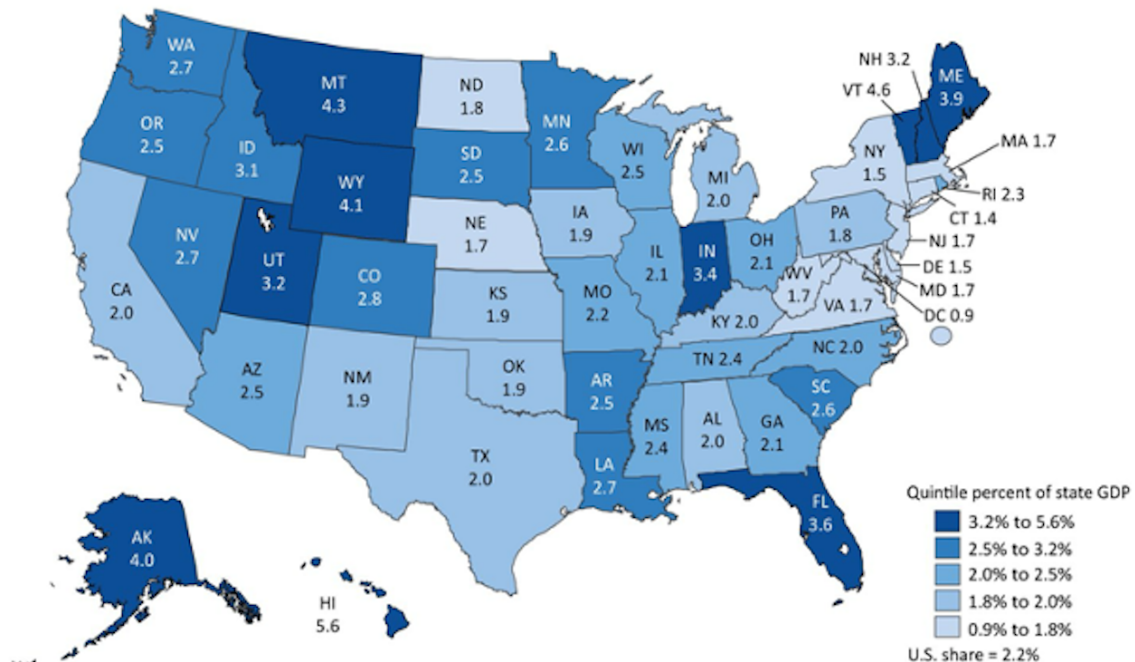 WA
2.7
MT
4.3
ND
1.8
MN
2.6
NH 3.2
VT 4.6
ME
3.9
OR
2.5
ID
3.1
SD
2.5
WI
2.5
MI
2.0
NY
1.5
MA 1.7
RI 2.3
CT 1.4
WY
4.1
NE
1.7
IA
1.9
PA
1.8
NJ 1.7
DE 1.5
MD 1.7
DC 0.9
NV
2.7
UT
3.2
CO
2.8
IL
2.1
IN
3.4
OH
2.1
WV
1.7
VA 1.7
CA
2.0
KS
1.9
MO
2.2
KY 2.0
AZ
2.5
NM
1.9
OK
1.9
AR
2.5
TN 2.4
NC 2.0
SC
2.6
MS
2.4
AL
2.0
GA
2.1
TX
2.0
LA
2.7
FL
3.6
AK
4.0
HI
5.6
Quintile percent of state GDP
3.2% to 5.6%
2.5% to 3.2%
2.0% to 2.5%
1.8% to 2.0%
0.9% to 1.8%
U.S. share = 2.2%